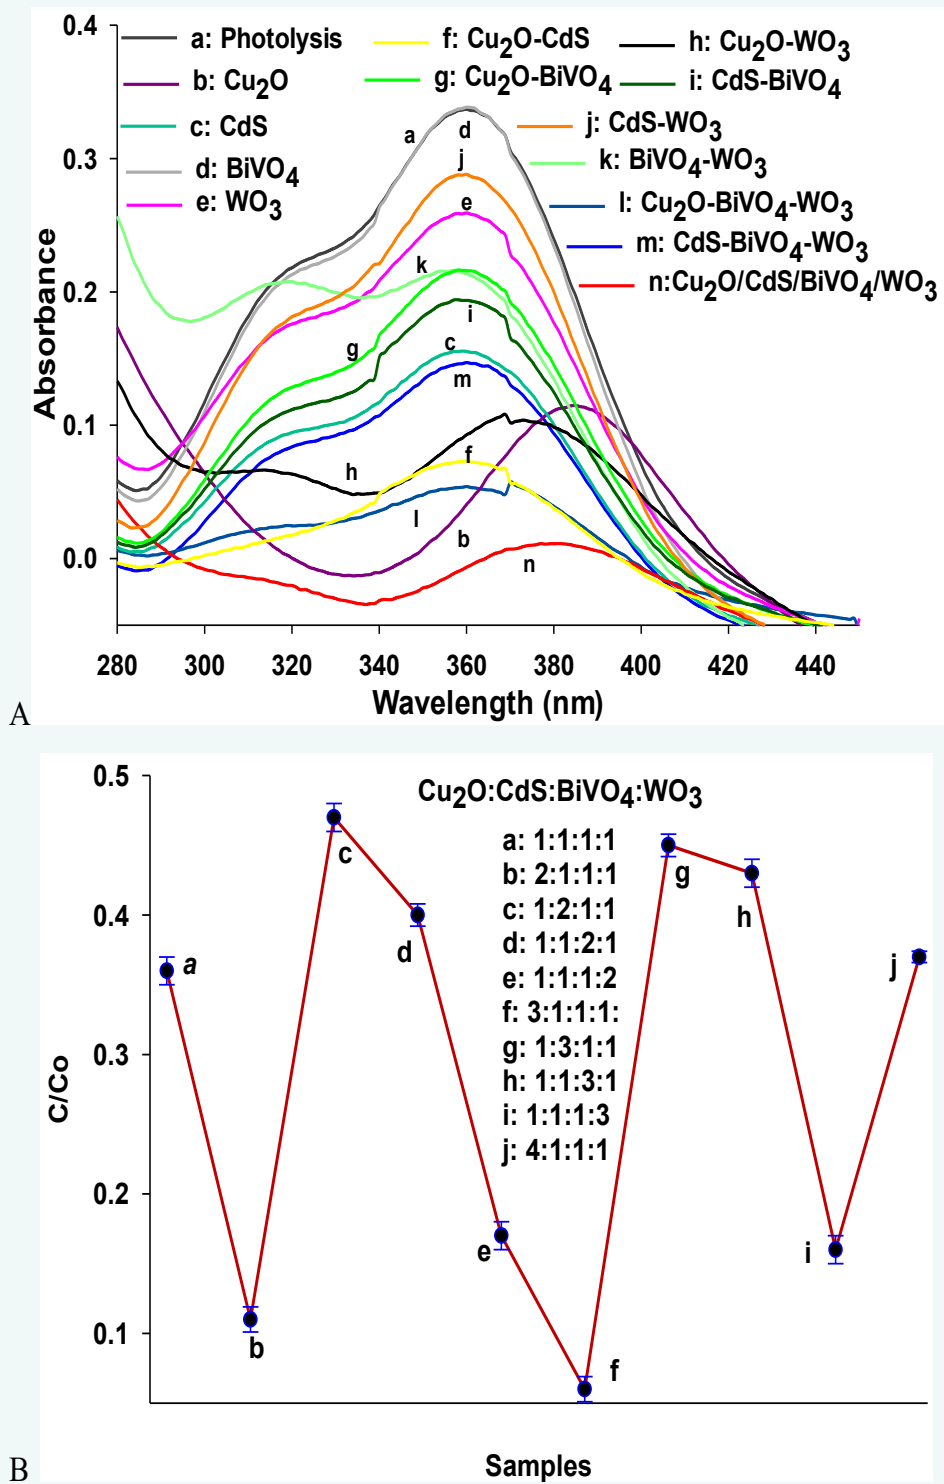 0.4
0.3
0.2
0.1
0.0
Absorbance
a: Photolysis
f: Cu2O-CdS
h: Cu2O-WO3
b: Cu2O
g: Cu2O-BiVO4
i: CdS-BiVO4
c: CdS
j: CdS-WO3
d: BiVO4
k: BiVO4-WO3
e: WO3
l: Cu2O-BiVO4-WO3
m: CdS-BiVO4-WO3
n:Cu2O/CdS/BiVO4/WO3
a
d
j
e
k
i
g
c
m
h
f
l
b
n
280 300 320 340 360 380 400 420 440
Wavelength (nm)
A
0.5
0.4
0.3
0.2
0.1
C/Co
Cu2O:CdS:BiVO4:WO3
a: 1:1:1:1
b: 2:1:1:1
c: 1:2:1:1
d: 1:1:2:1
e: 1:1:1:2
f: 3:1:1:1:
g: 1:3:1:1
h: 1:1:3:1
i: 1:1:1:3
j: 4:1:1:1
a
b
c
d
e
f
g
h
i
j
Samples
B